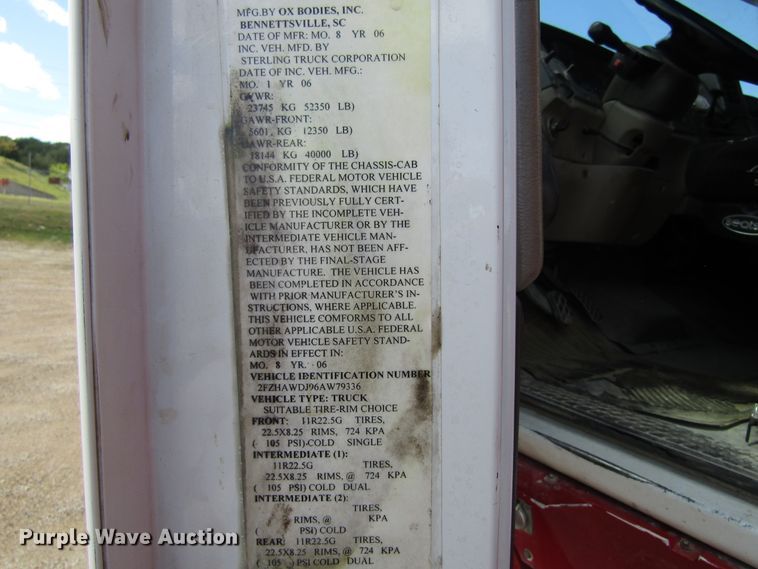 MFG.BY OX BODIES, INC.
BENNETTSVILLE, SC
DATE OF MFR: MO. 8 YR 06
INC. VEH. MFD. BY
STERLING TRUCK CORPORATION
DATE OF INC. VEH. MFG.:
MO. 1 YR 06
GVWR:
23745 KG 52350 LB)
GAWR-FRONT:
5601, KG 12350 LB)
GAWR-REAR:
18144 KG 40000 LB)
CONFORMITY OF THE CHASSIS-CAB
TO U.S.A. FEDERAL MOTOR VEHICLE
SAFETY STANDARDS, WHICH HAVE
BEEN PREVIOUSLY FULLY CERT-
IFIED BY THE INCOMPLETE VEH-
ICLE MANUFACTURER OR BY THE
INTERMEDIATE VEHICLE MAN-
UFACTURER, HAS NOT BEEN AFF-
ECTED BY THE FINAL-STAGE
MANUFACTURE. THE VEHICLE HAS
BEEN COMPLETED IN ACCORDANCE
WITH PRIOR MANUFACTURER'S IN-
STRUCTIONS, WHERE APPLICABLE.
THIS VEHICLE COMFORMS TO ALL
OTHER APPLICABLE U.S.A. FEDERAL
MOTOR VEHICLE SAFETY STAND-
ARDS IN EFFECT IN:
MO. 8 YR. 06
VEHICLE IDENTIFICATION NUMBER
2FZHAWDJ96AW79336
VEHICLE TYPE: TRUCK
SUITABLE TIRE-RIM CHOICE
FRONT: 11R22.5G TIRES,
22.5X8.25 RIMS, 724 KPA
( 105 PSI) COLD SINGLE
INTERMEDIATE (1):
11R22.5G TIRES,
22.5X8.25 RIMS, @ 724 KPA
( 105 PSI) COLD DUAL
INTERMEDIATE (2):
TIRES,
RIMS, @ KPA
( PSI) COLD
REAR: 11R22.5G TIRES,
22.5X8.25 RIMS, @ 724 KPA
( 105 PSI COLD DUAL
Purple Wave Auction